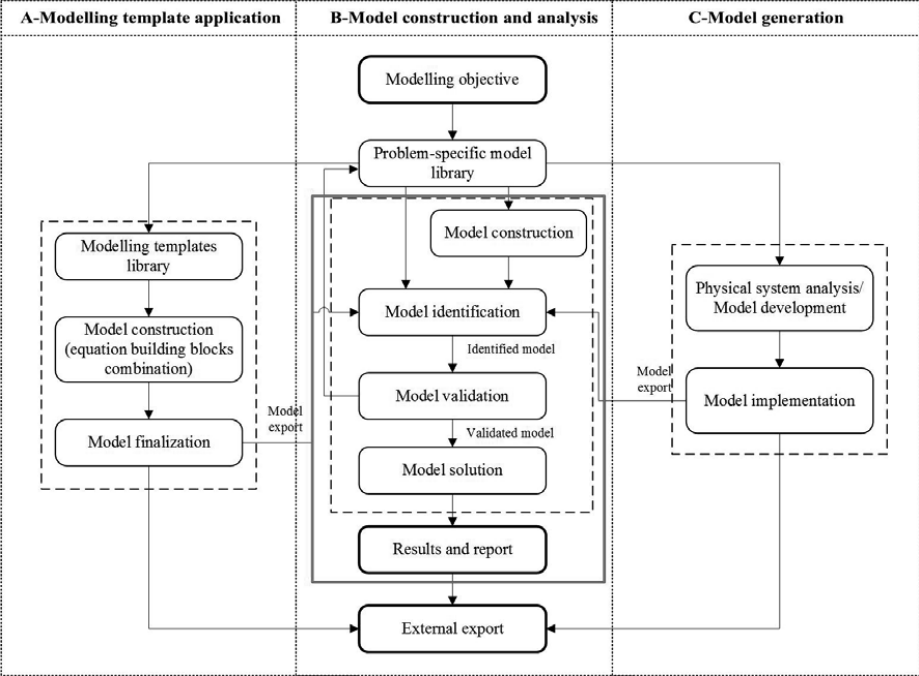 A-Modelling template application
B-Model construction and analysis
C-Model generation
Modelling objective
Problem-specific model
library
Modelling templates
library
Model construction
(equation building blocks
combination)
Model finalization
Model
export
Model construction
Model identification
Identified model
Model validation
Validated model
Model solution
Results and report
External export
Physical system analysis/
Model development
Model
export
Model implementation